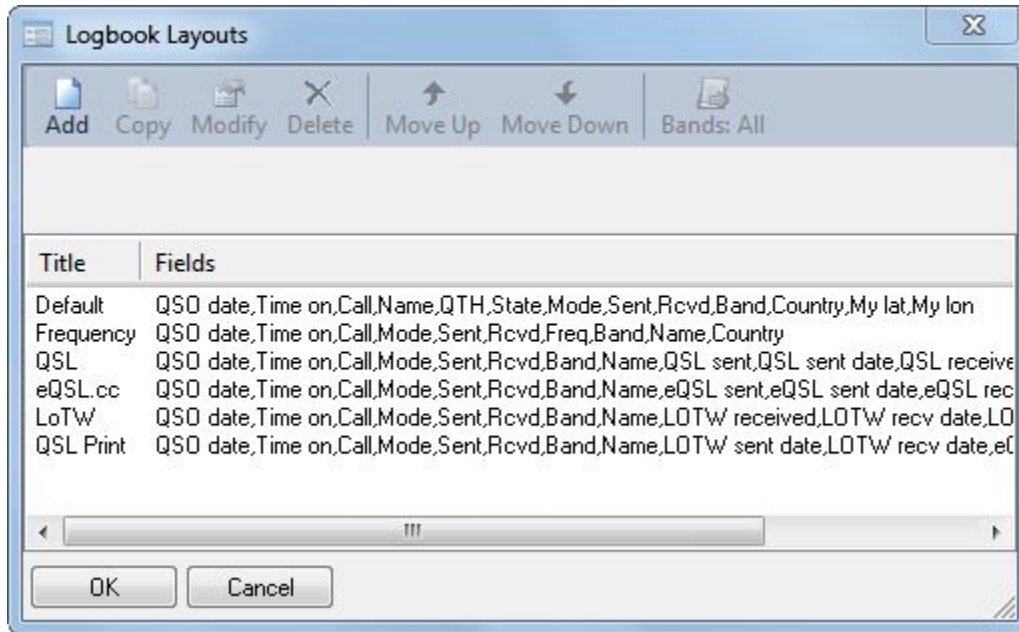 Logbook Layouts
Add Copy Modify Delete Move Up Move Down Bands: All
Title Fields
Default QSO date,Time on,Call,Name,QTH,State,Mode,Sent,Rcvd,Band,Country,My lat,My lon
Frequency QSO date,Time on,Call,Mode,Sent,Rcvd,Freq,Band,Name,Country
QSL QSO date,Time on,Call,Mode,Sent,Rcvd,Band,Name,QSL sent,QSL sent date,QSL receive
eQSL.cc QSO date,Time on,Call,Mode,Sent,Rcvd,Band,Name,eQSL sent,eQSL sent date,eQSL rec
LoTW QSO date,Time on,Call,Mode,Sent,Rcvd,Band,Name,LOTW received,LOTW recv date,LO
QSL Print QSO date,Time on,Call,Mode,Sent,Rcvd,Band,Name,LOTW sent date,LOTW recv date,eQ
OK Cancel